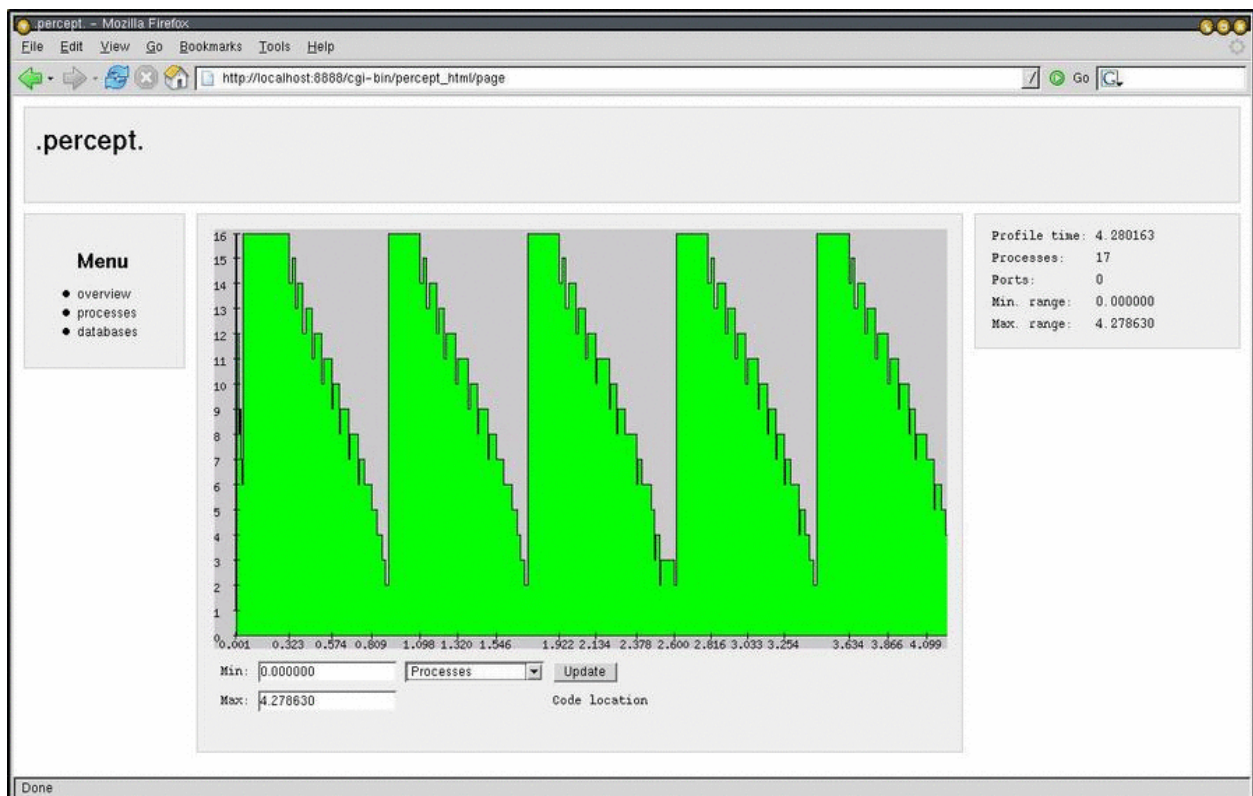 .percept. - Mozilla Firefox
File Edit View Go Bookmarks Tools Help
http://localhost:8888/cgi-bin/percept_html/page
Go
.percept.
Menu
overview
processes
databases
16
15
14
13
12
11
10
9
8
7
6
5
4
3
2
1
0
0.001 0.323 0.574 0.809 1.098 1.320 1.546 1.922 2.134 2.378 2.600 2.816 3.033 3.254 3.634 3.866 4.099
Min: 0.000000 Processes Update
Max: 4.278630 Code location
Profile time: 4.280163
Processes: 17
Ports: 0
Min. range: 0.000000
Max. range: 4.278630
Done